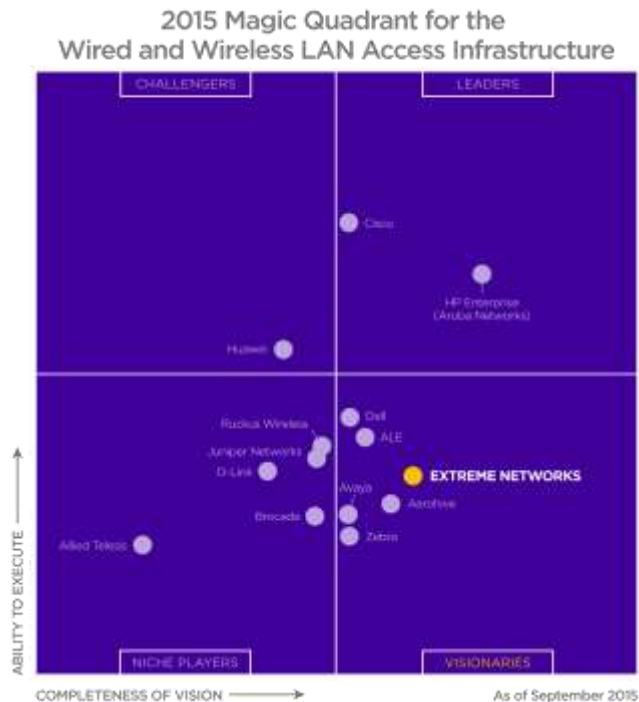 2015 Magic Quadrant for the
Wired and Wireless LAN Access Infrastructure
CHALLENGERS
LEADERS
Cisco
HP Enterprise
(Aruba Networks)
Huawei
Dell
Ruckus Wireless
ALE
Juniper Networks
D-Link
EXTREME NETWORKS
Avaya
Aerohive
Brocade
Zebra
Allied Telesis
ABILITY TO EXECUTE
NICHE PLAYERS
VISIONARIES
COMPLETENESS OF VISION
As of September 2015